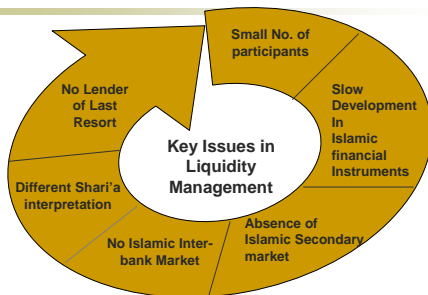 Small No. of
participants
Slow
Development
In
Islamic
financial
Instruments
Absence of
Islamic Secondary
market
No Islamic Inter-
bank Market
Different Shari'a
interpretation
No Lender
of Last
Resort
Key Issues in
Liquidity
Management